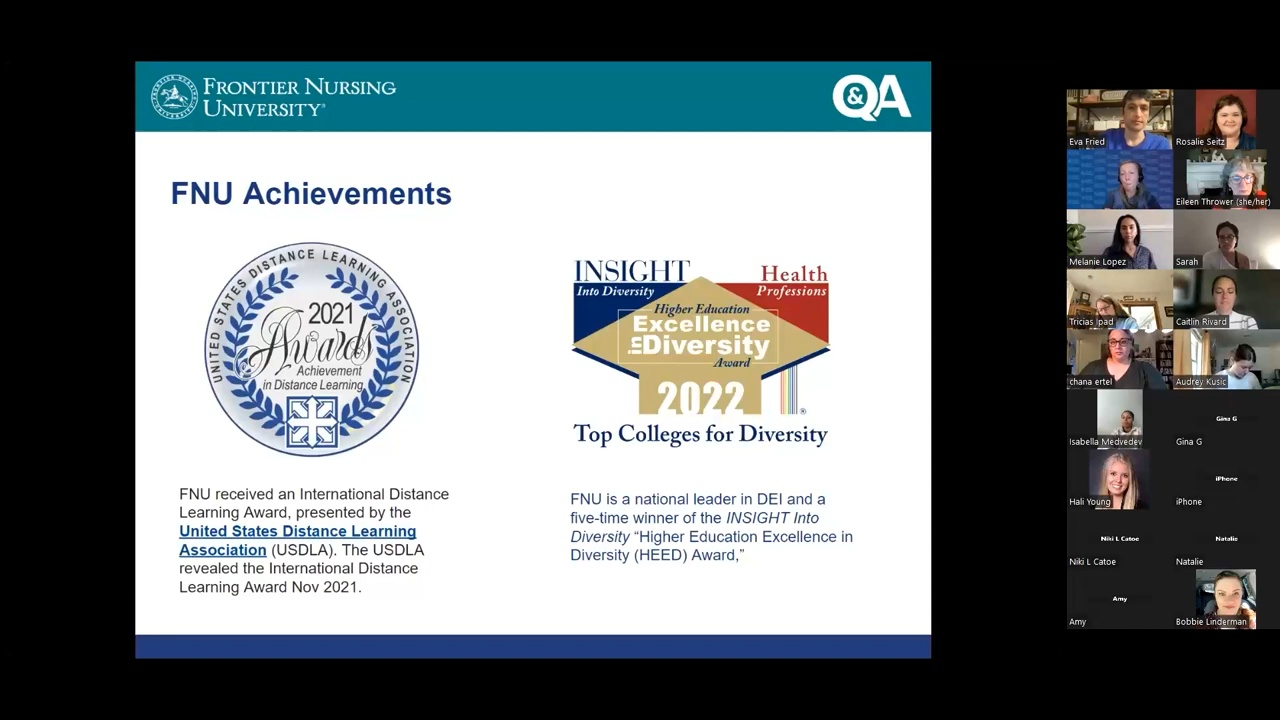 FRONTIER NURSING
UNIVERSITY®
Q&A
FNU Achievements
UNITED STATES DISTANCE LEARNING ASSOCIATION
2021
Awards
Achievement
in Distance Learning
INSIGHT
Into Diversity
Health
Professions
Higher Education
Excellence
in Diversity
Award
2022
®
Top Colleges for Diversity
FNU received an International Distance
Learning Award, presented by the
United States Distance Learning
Association (USDLA). The USDLA
revealed the International Distance
Learning Award Nov 2021.
FNU is a national leader in DEI and a
five-time winner of the INSIGHT Into
Diversity “Higher Education Excellence in
Diversity (HEED) Award,”
Eva Fried
Rosalie Seitz
Eileen Thrower (she/her)
Melanie Lopez
Sarah
Tricias Ipad
Caitlin Rivard
chana ertel
Audrey Kusic
Isabella Medvedev
Gina G
Gina G
Hali Young
iPhone
iPhone
Niki L Catoe
Niki L Catoe
Natalie
Natalie
Amy
Amy
Bobbie Linderman